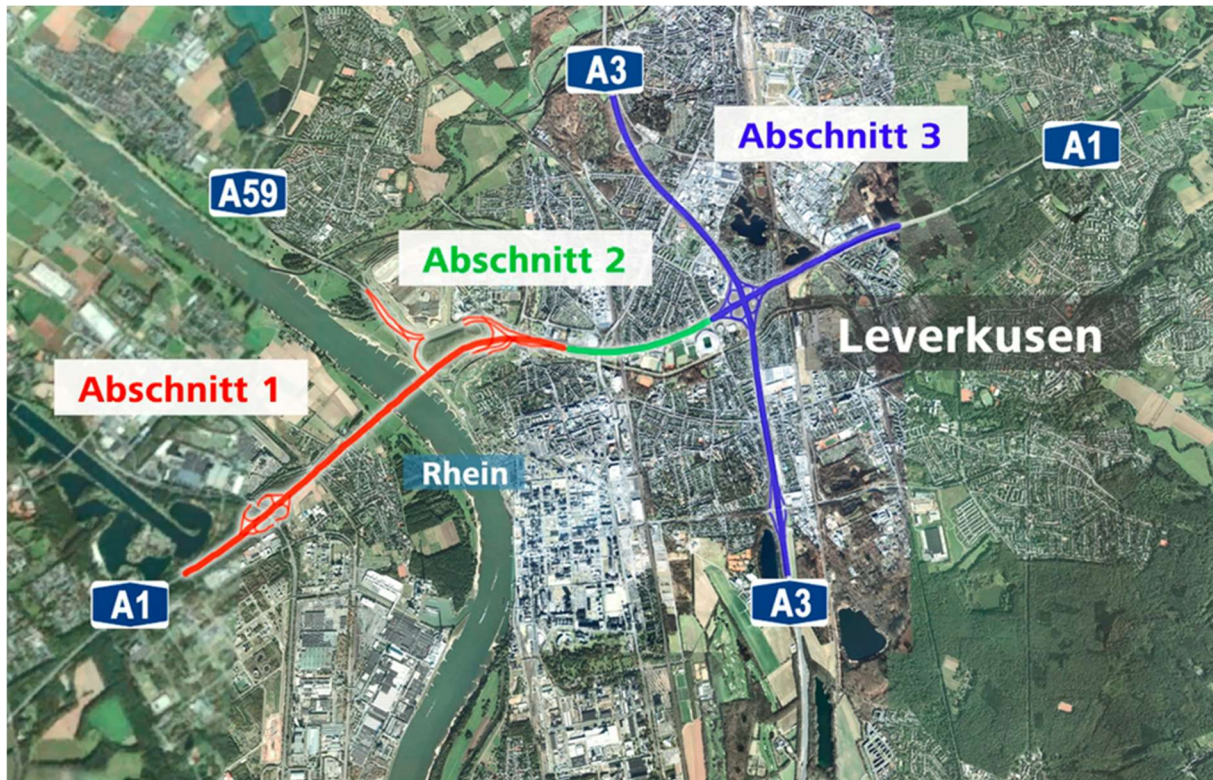 A3
Abschnitt 3
A1
A59
Abschnitt 2
Leverkusen
Abschnitt 1
Rhein
A1
A3